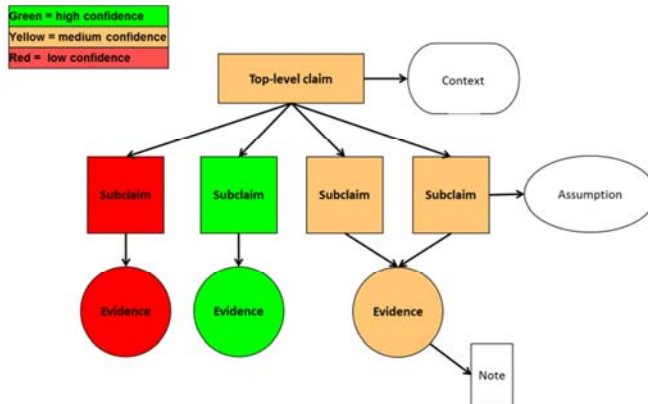 Green = high confidence
Yellow = medium confidence
Red = low confidence
Top-level claim
Context
Subclaim
Subclaim
Subclaim
Subclaim
Assumption
Evidence
Evidence
Evidence
Note